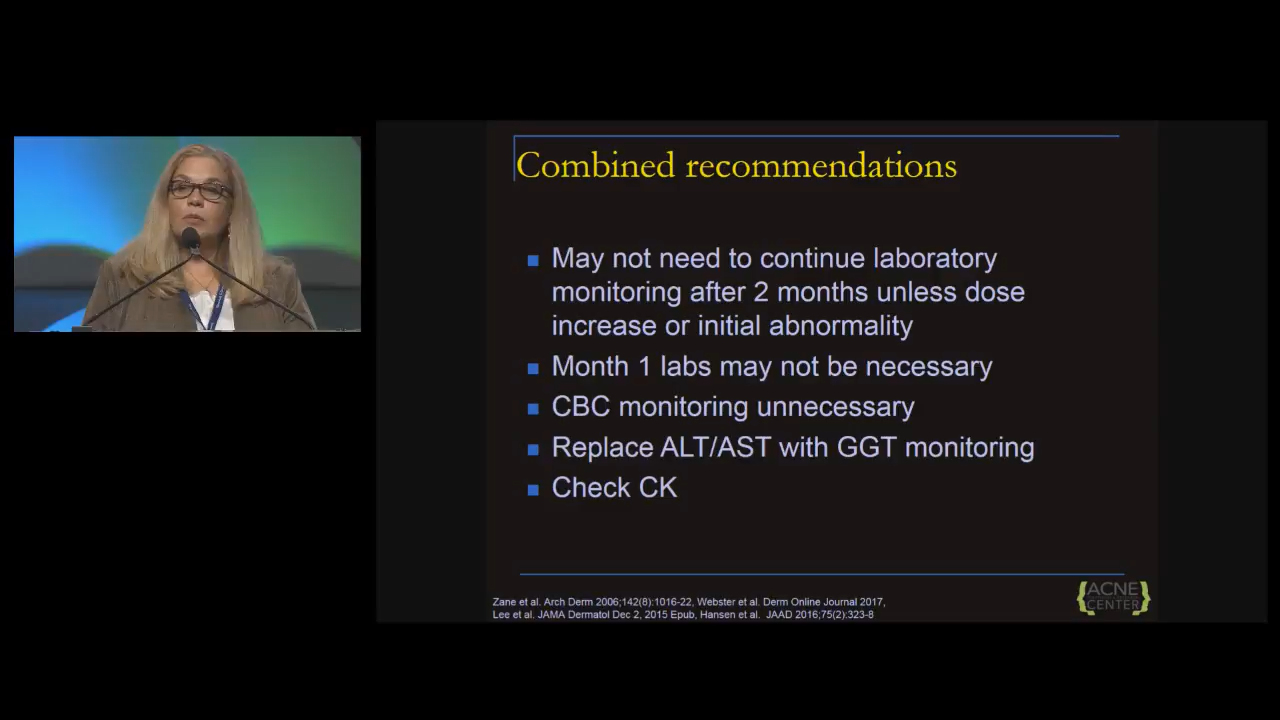 Combined recommendations
May not need to continue laboratory
monitoring after 2 months unless dose
increase or initial abnormality
Month 1 labs may not be necessary
CBC monitoring unnecessary
Replace ALT/AST with GGT monitoring
Check CK
Zane et al. Arch Derm 2006;142(8):1016-22, Webster et al. Derm Online Journal 2017,
Lee et al. JAMA Dermatol Dec 2, 2015 Epub, Hansen et al. JAAD 2016;75(2):323-8
{ACNE
CENTER}